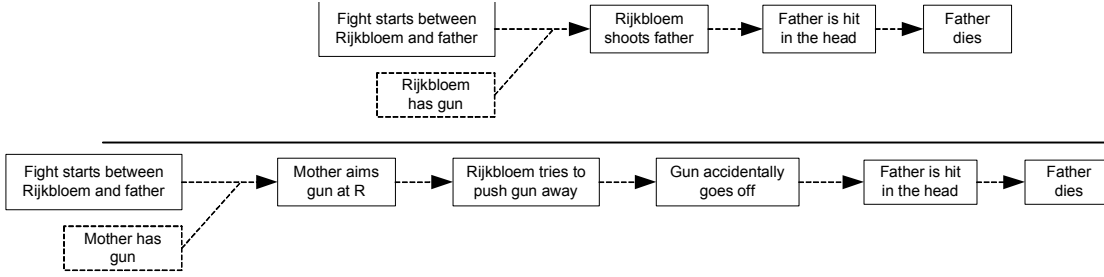 Fight starts between
Rijkbloem and father
Rijkbloem
shoots father
Father is hit
in the head
Father
dies
Rijkbloem
has gun
Fight starts between
Rijkbloem and father
Mother aims
gun at R
Rijkbloem tries to
push gun away
Gun accidentally
goes off
Father is hit
in the head
Father
dies
Mother has
gun